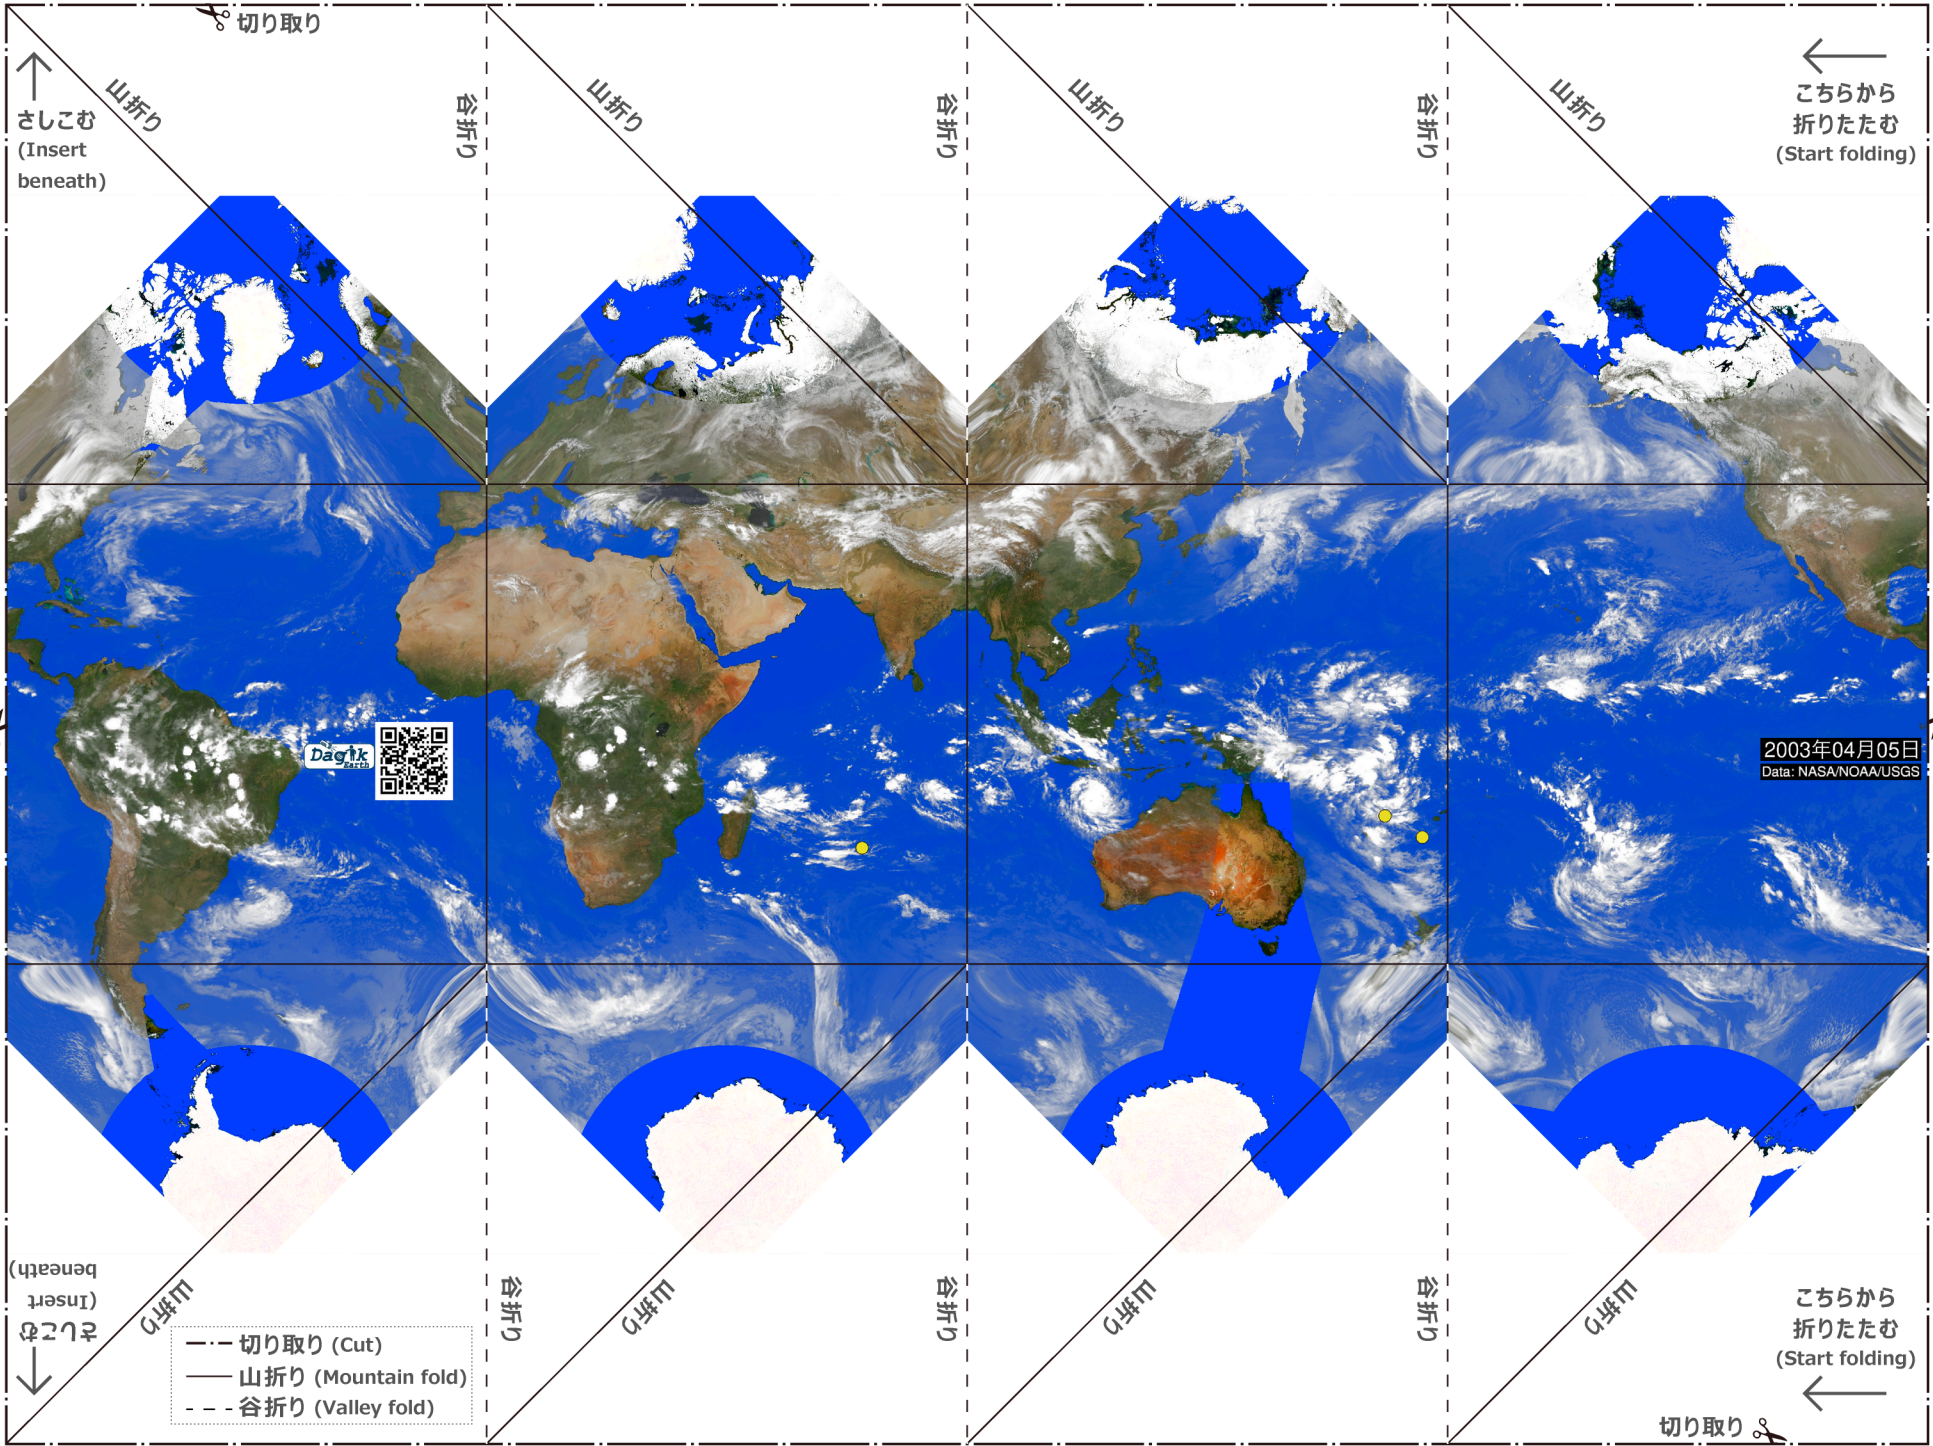 切り取り
山折り
谷折り
山折り
谷折り
山折り
谷折り
山折り
さしこむ
(Insert
beneath)
こちらから
折りたたむ
(Start folding)
Dagik
Earth
2003年04月05日
Data: NASA/NOAA/USGS
さしこむ
(Insert
beneath)
山折り
谷折り
山折り
谷折り
山折り
谷折り
山折り
切り取り (Cut)
山折り (Mountain fold)
谷折り (Valley fold)
こちらから
折りたたむ
(Start folding)
切り取り